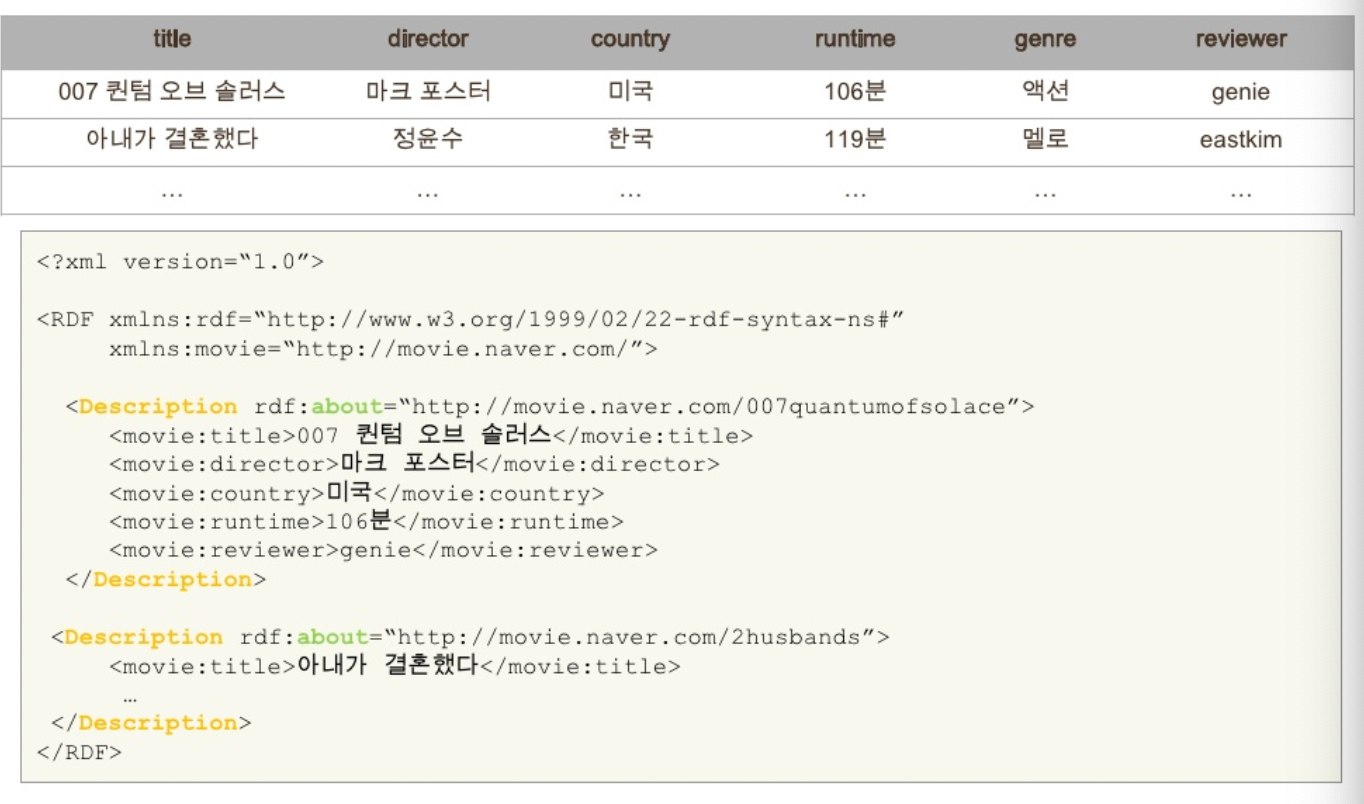 title director country runtime genre reviewer
007 퀀텀 오브 솔러스 마크 포스터 미국 106분 액션 genie
아내가 결혼했다 정윤수 한국 119분 멜로 eastkim
… … … … … …
<?xml version=“1.0”>
<RDF xmlns:rdf=“http://www.w3.org/1999/02/22-rdf-syntax-ns#”
xmlns:movie=“http://movie.naver.com/”>
<Description rdf:about=“http://movie.naver.com/007quantumofsolace”>
<movie:title>007 퀀텀 오브 솔러스</movie:title>
<movie:director>마크 포스터</movie:director>
<movie:country>미국</movie:country>
<movie:runtime>106분</movie:runtime>
<movie:reviewer>genie</movie:reviewer>
</Description>
<Description rdf:about=“http://movie.naver.com/2husbands”>
<movie:title>아내가 결혼했다</movie:title>
…
</Description>
</RDF>